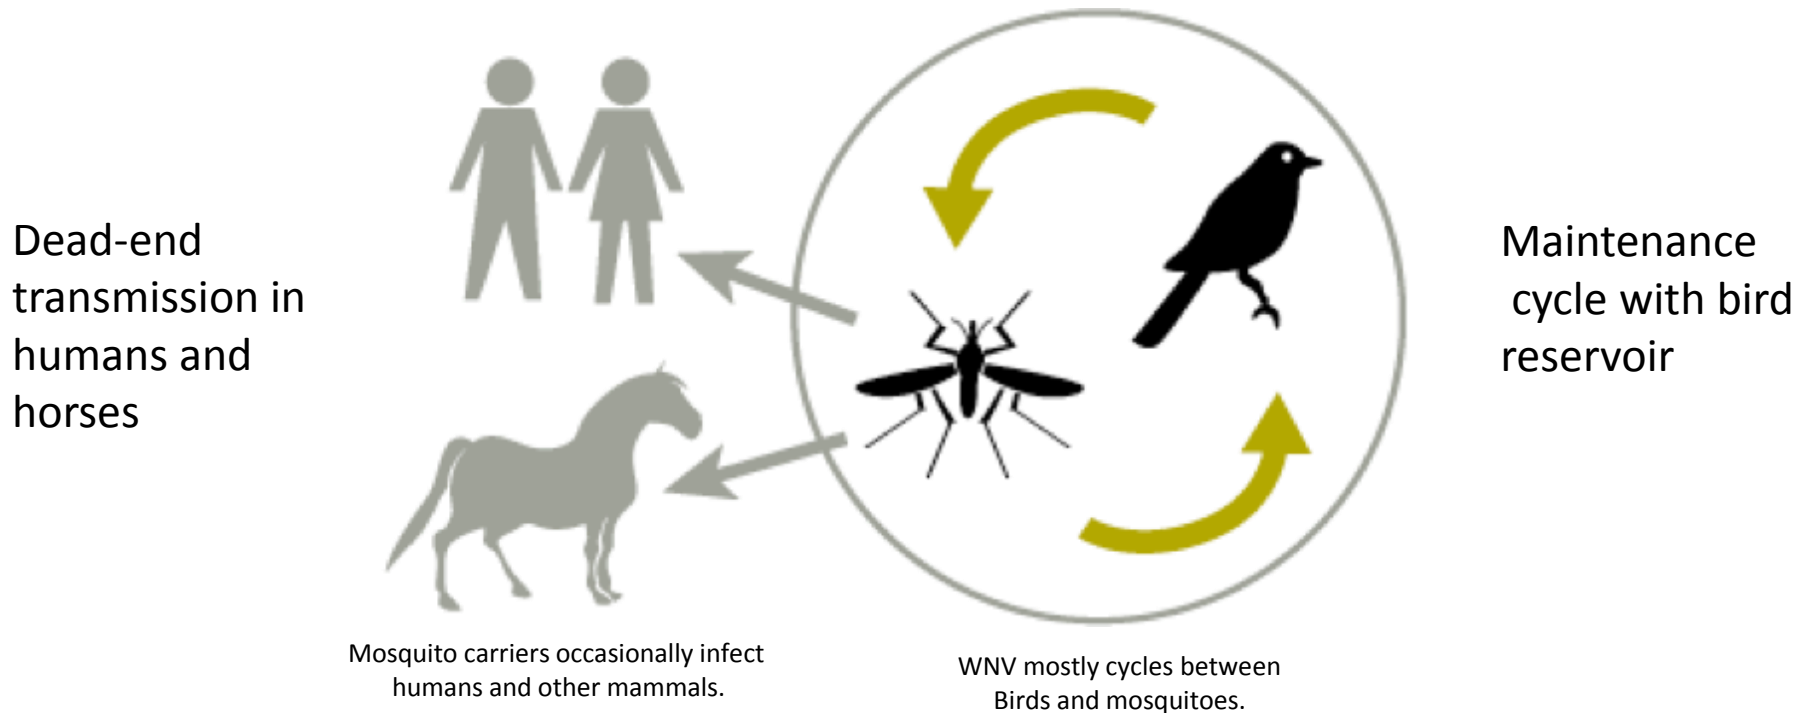 Dead-end
transmission in
humans and
horses
Maintenance
cycle with bird
reservoir
Mosquito carriers occasionally infect
humans and other mammals.
WNV mostly cycles between
Birds and mosquitoes.